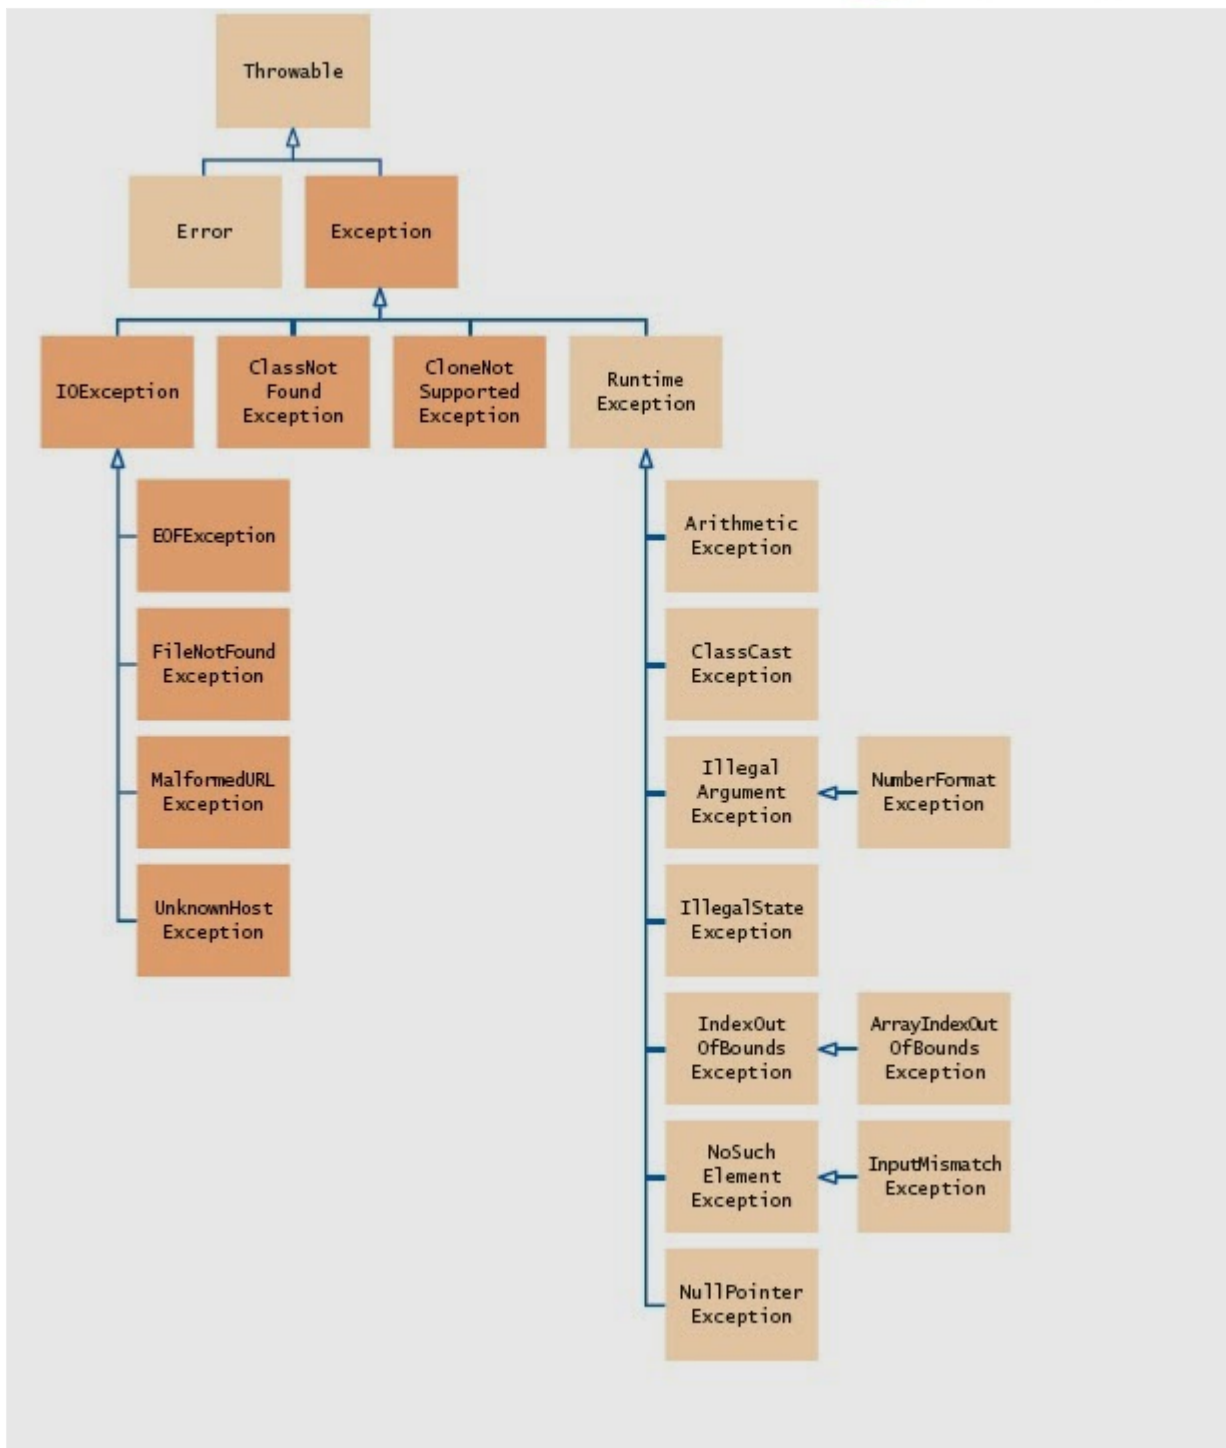 Throwable
Error
Exception
IOException
ClassNot
Found
Exception
CloneNot
Supported
Exception
Runtime
Exception
EOFException
FileNotFound
Exception
MalformedURL
Exception
UnknownHost
Exception
Arithmetic
Exception
ClassCast
Exception
Illegal
Argument
Exception
NumberFormat
Exception
IllegalState
Exception
IndexOut
OfBounds
Exception
ArrayIndexOut
OfBounds
Exception
NoSuch
Element
Exception
InputMismatch
Exception
NullPointer
Exception